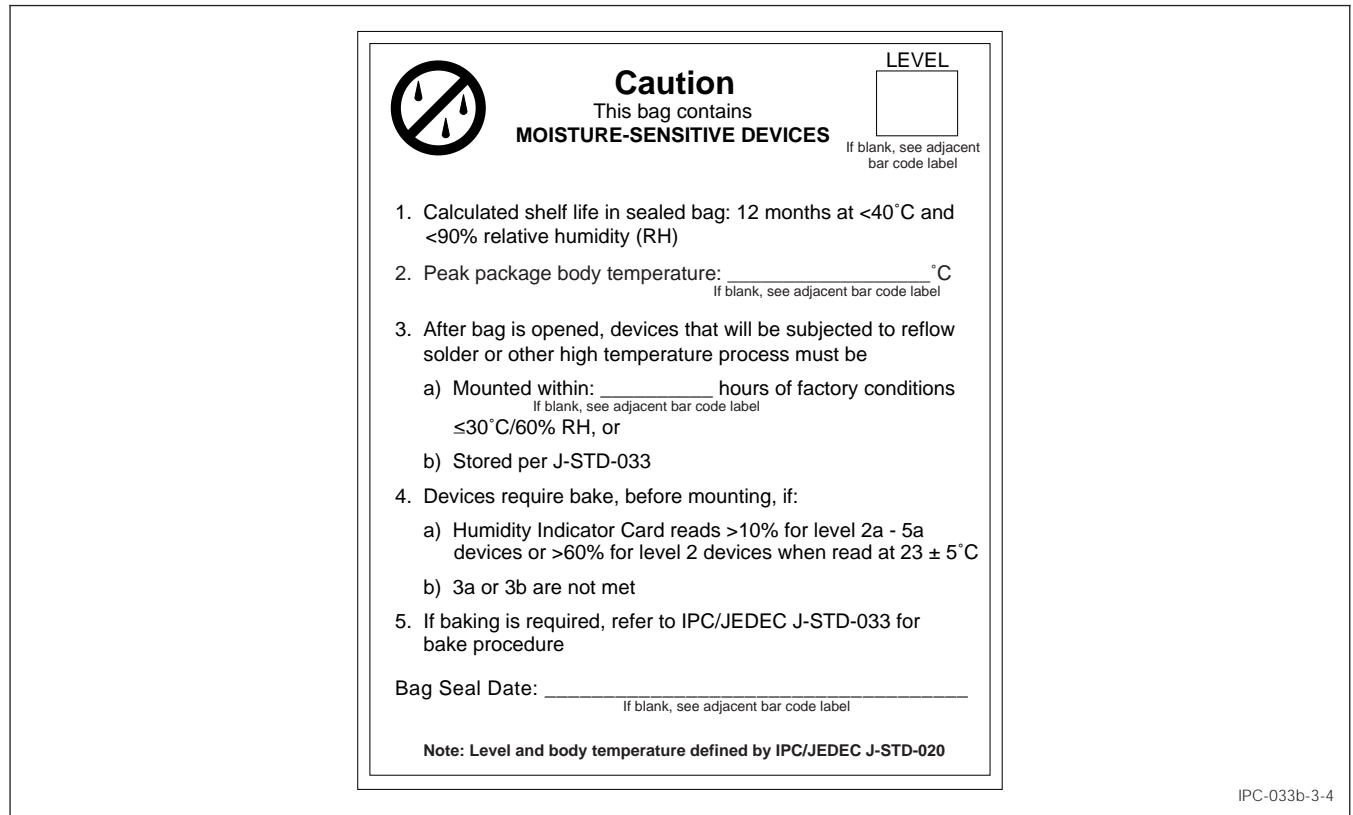 LEVEL
Caution
This bag contains
MOISTURE-SENSITIVE DEVICES
If blank, see adjacent
bar code label
1. Calculated shelf life in sealed bag: 12 months at <40˚C and
<90% relative humidity (RH)
2. Peak package body temperature: ___________________˚C
If blank, see adjacent bar code label
3. After bag is opened, devices that will be subjected to reflow
solder or other high temperature process must be
a) Mounted within: __________ hours of factory conditions
If blank, see adjacent bar code label
≤30˚C/60% RH, or
b) Stored per J-STD-033
4. Devices require bake, before mounting, if:
a) Humidity Indicator Card reads >10% for level 2a - 5a
devices or >60% for level 2 devices when read at 23 ± 5˚C
b) 3a or 3b are not met
5. If baking is required, refer to IPC/JEDEC J-STD-033 for
bake procedure
Bag Seal Date: ____________________________________
If blank, see adjacent bar code label
Note: Level and body temperature defined by IPC/JEDEC J-STD-020
IPC-033b-3-4